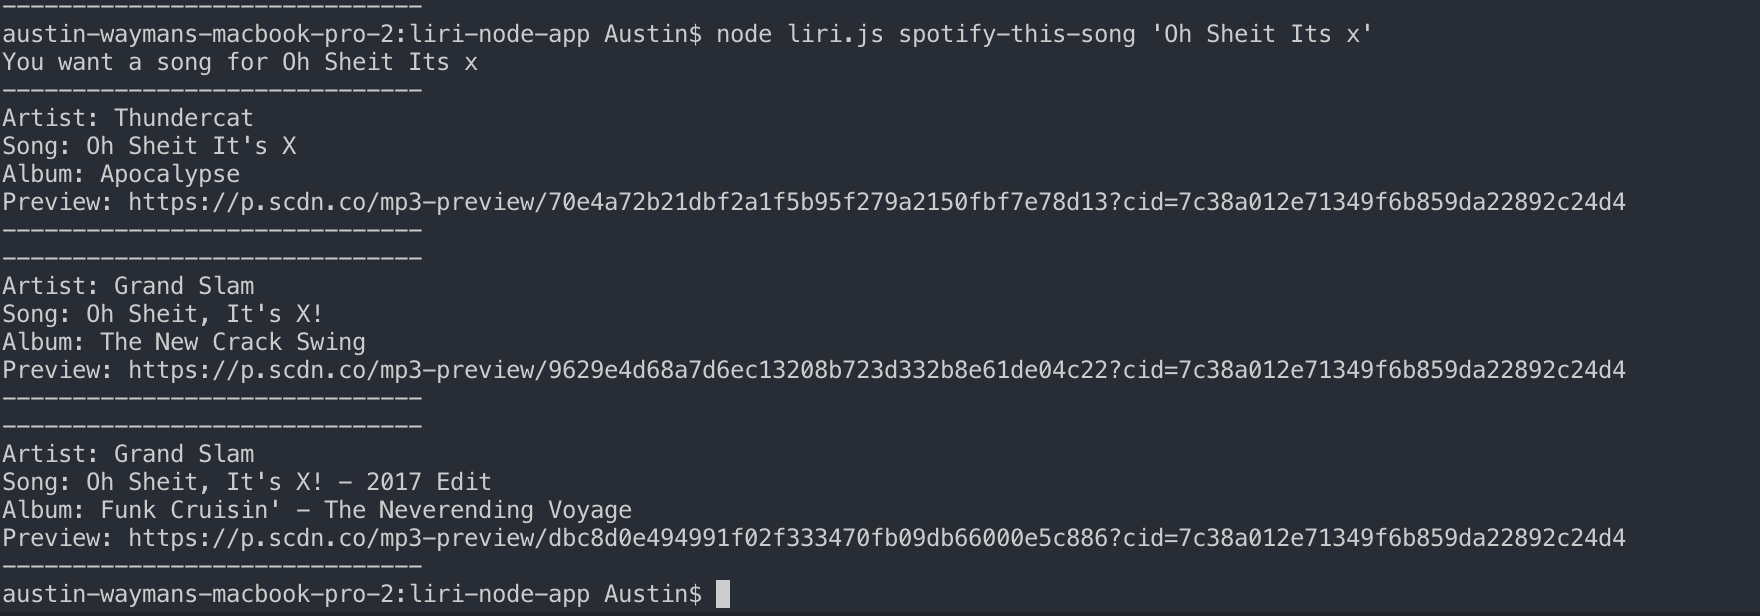 ------------------------------
austin-waymans-macbook-pro-2:liri-node-app Austin$ node liri.js spotify-this-song 'Oh Sheit Its x'
You want a song for Oh Sheit Its x
------------------------------
Artist: Thundercat
Song: Oh Sheit It's X
Album: Apocalypse
Preview: https://p.scdn.co/mp3-preview/70e4a72b21dbf2a1f5b95f279a2150fbf7e78d13?cid=7c38a012e71349f6b859da22892c24d4
------------------------------
------------------------------
Artist: Grand Slam
Song: Oh Sheit, It's X!
Album: The New Crack Swing
Preview: https://p.scdn.co/mp3-preview/9629e4d68a7d6ec13208b723d332b8e61de04c22?cid=7c38a012e71349f6b859da22892c24d4
------------------------------
------------------------------
Artist: Grand Slam
Song: Oh Sheit, It's X! - 2017 Edit
Album: Funk Cruisin' - The Neverending Voyage
Preview: https://p.scdn.co/mp3-preview/dbc8d0e494991f02f333470fb09db66000e5c886?cid=7c38a012e71349f6b859da22892c24d4
------------------------------
austin-waymans-macbook-pro-2:liri-node-app Austin$